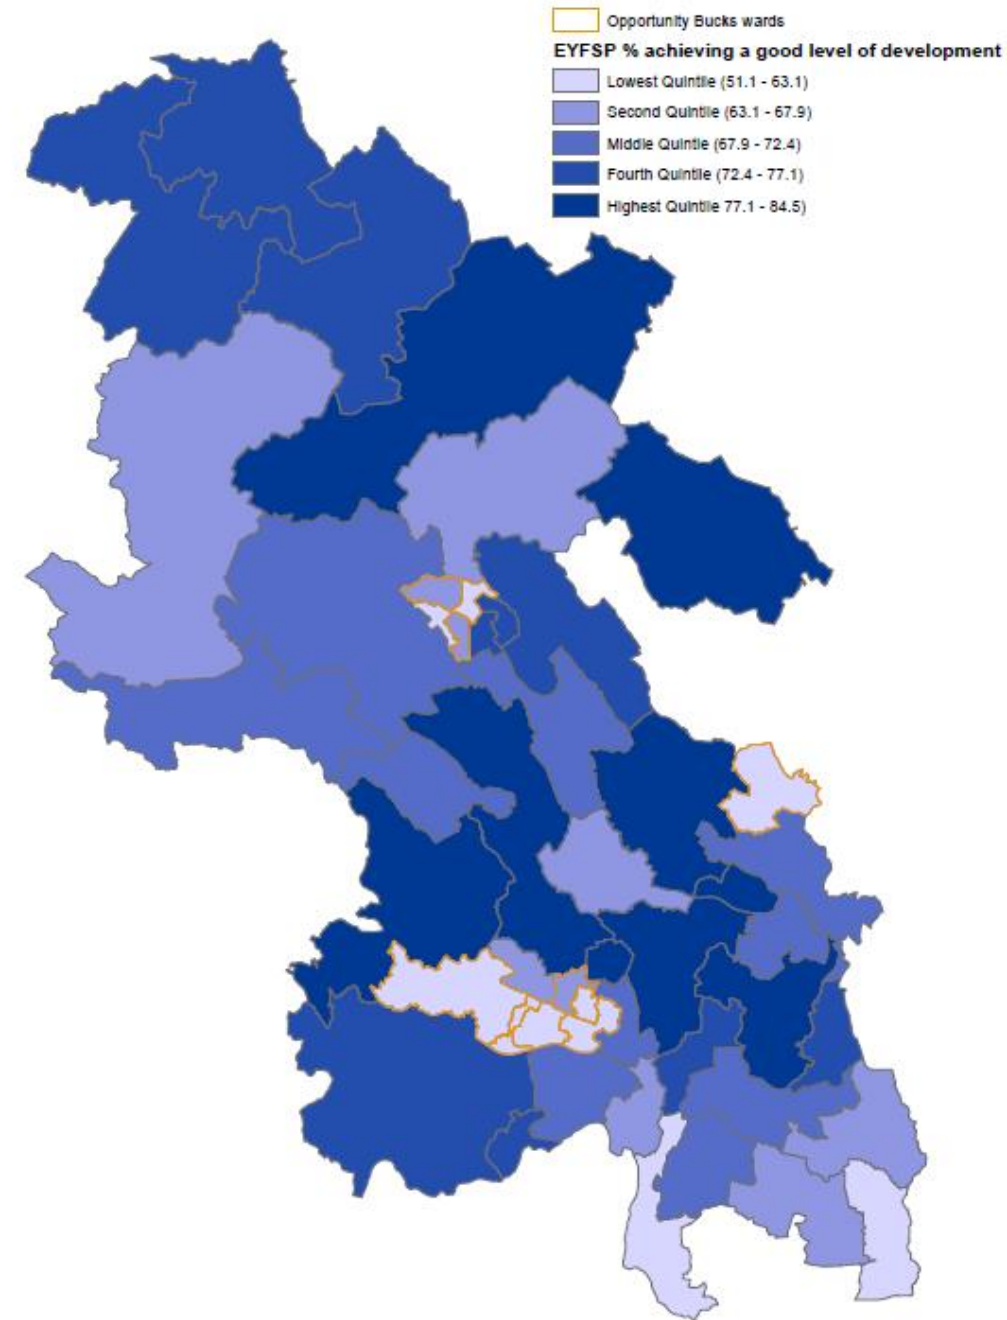 Opportunity Bucks wards
EYFSP % achieving a good level of development
Lowest Quintile (51.1 - 63.1)
Second Quintile (63.1 - 67.9)
Middle Quintile (67.9 - 72.4)
Fourth Quintile (72.4 - 77.1)
Highest Quintile 77.1 - 84.5)